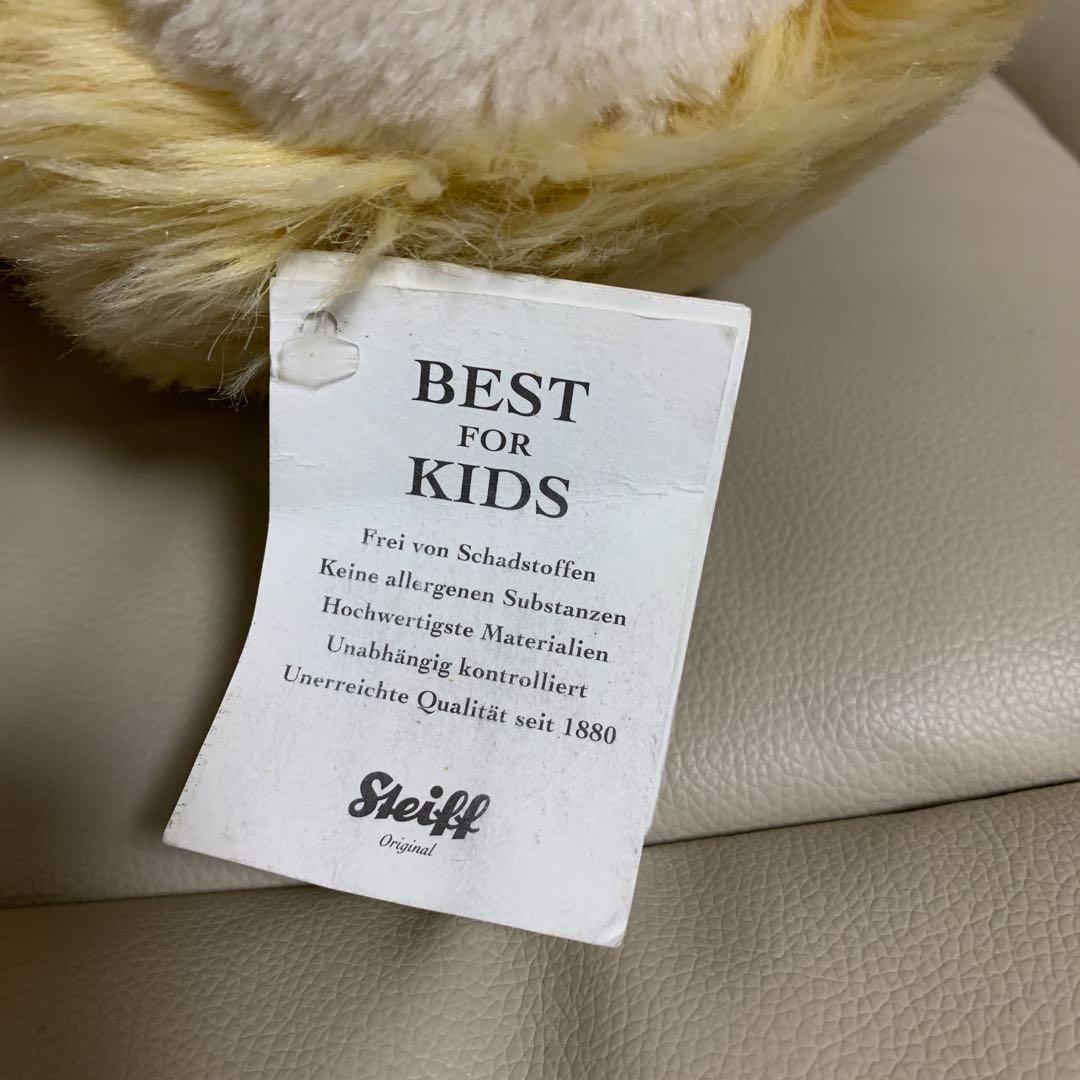 BEST
FOR
KIDS
Frei von Schadstoffen
Keine allergenen Substanzen
Hochwertigste Materialien
Unabhängig kontrolliert
Unerreichte Qualität seit 1880
Steiff
Original